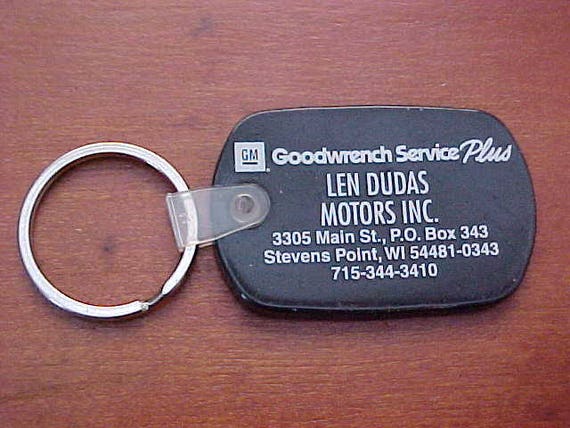 GM Goodwrench Service Plus
LEN DUDAS
MOTORS INC.
3305 Main St., P.O. Box 343
Stevens Point, WI 54481-0343
715-344-3410